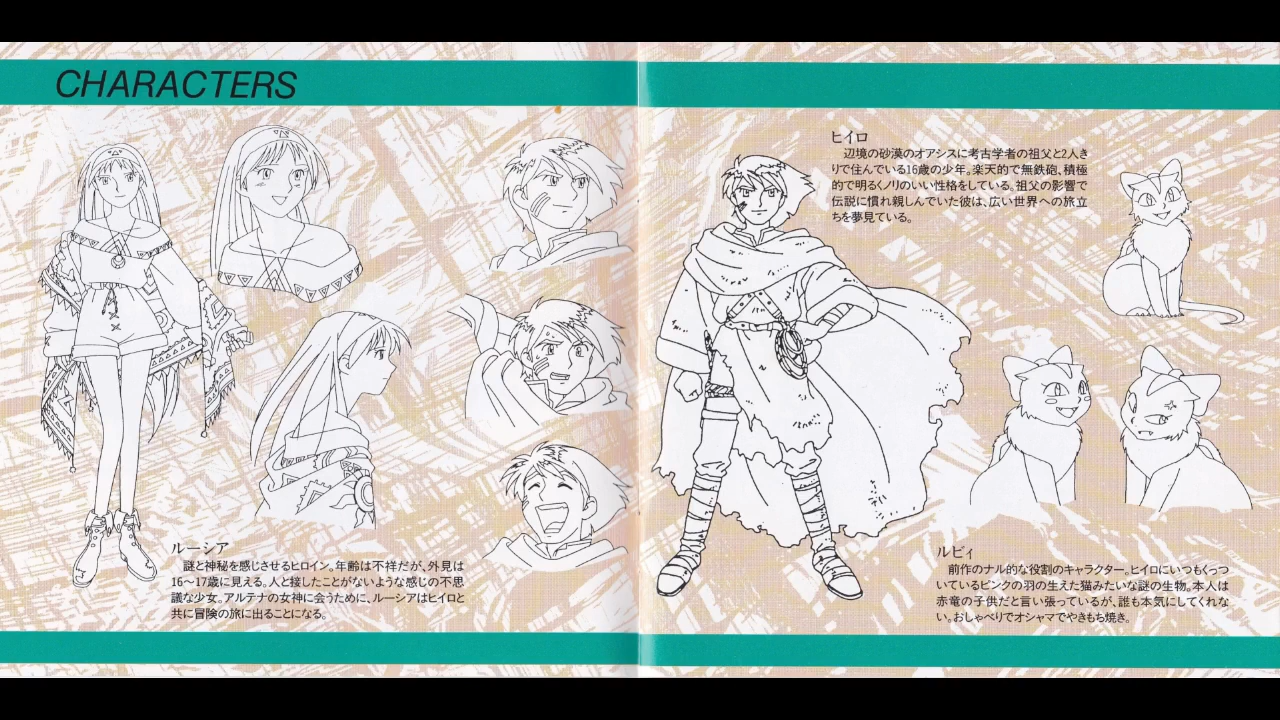 CHARACTERS
ルーシア
謎と神秘を感じさせるヒロイン。年齢は不祥だが、外見は
16〜17歳に見える。人と接したことがないような感じの不思
議な少女。アルテナの女神に会うために、ルーシアはヒイロと
共に冒険の旅に出ることになる。
ヒイロ
辺境の砂漠のオアシスに考古学者の祖父と2人き
りで住んでいる16歳の少年。楽天的で無鉄砲、積極
的で明るくノリのいい性格をしている。祖父の影響で
伝説に慣れ親しんでいた彼は、広い世界への旅立
ちを夢見ている。
ルビィ
前作のナル的な役割のキャラクター。ヒイロにいつもくっつ
いているピンクの羽の生えた猫みたいな謎の生物。本人は
赤竜の子供だと言い張っているが、誰も本気にしてくれな
い。おしゃべりでオシャマでやきもち焼き。